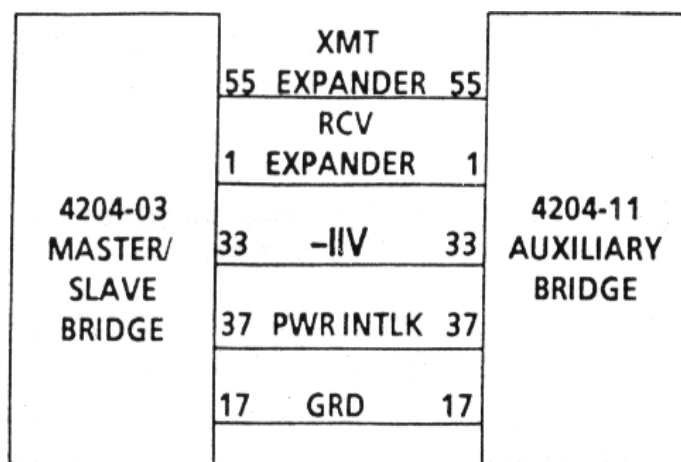 XMT
55 EXPANDER 55
RCV
1 EXPANDER 1
4204-03
MASTER/
SLAVE
BRIDGE
33 –IIV 33
37 PWR INTLK 37
17 GRD 17
4204-11
AUXILIARY
BRIDGE